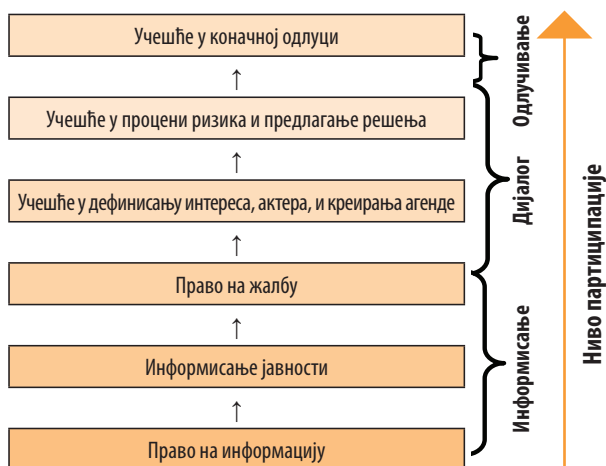 Учешће у коначној одлуци
↑
Учешће у процени ризика и предлагање решења
↑
Учешће у дефинисању интереса, актера, и креирања агенде
↑
Право на жалбу
↑
Информисање јавности
↑
Право на информацију
Одлучивање
Дијалог
Информисање
Ниво партиципације